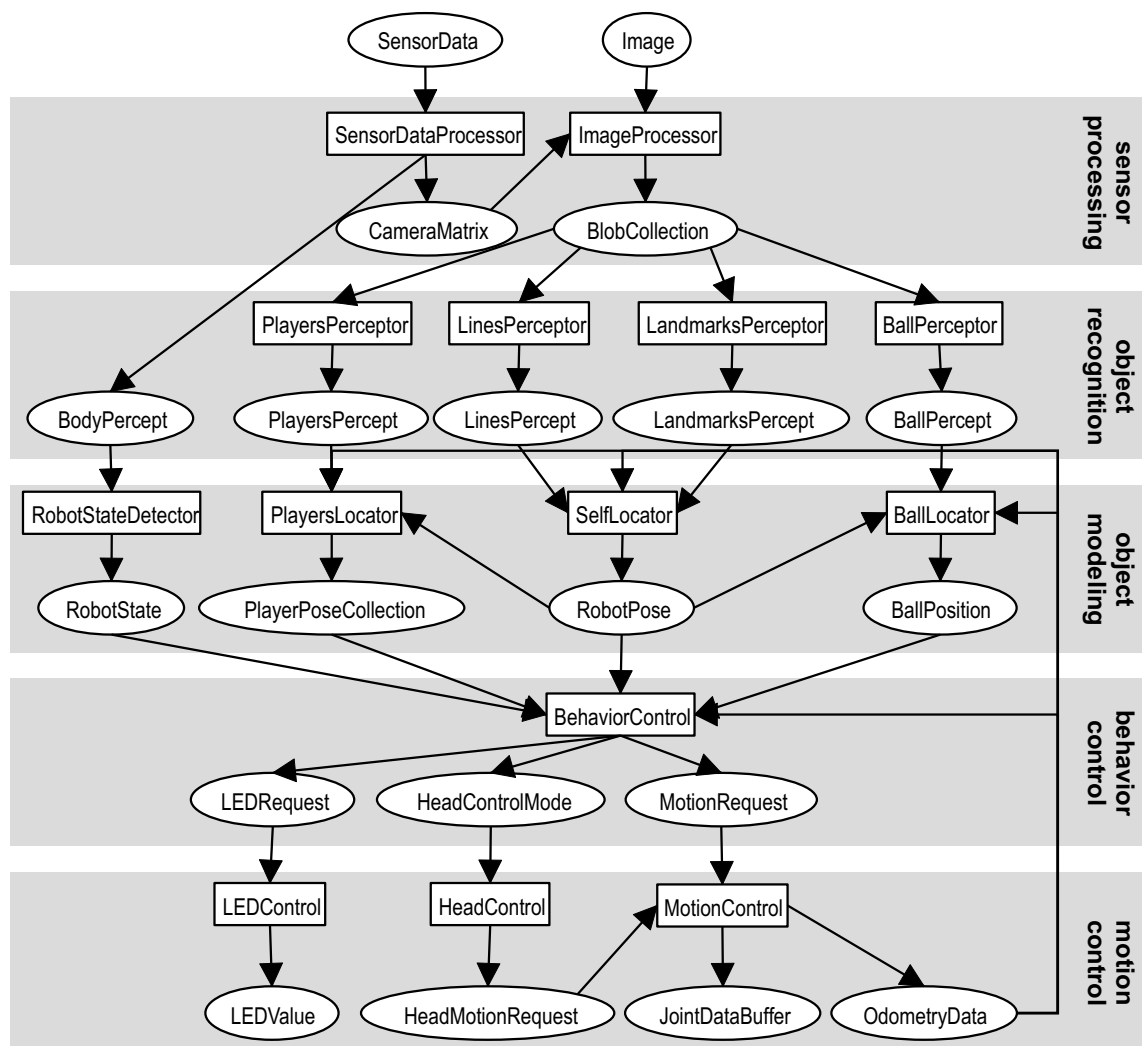 SensorData
Image
SensorDataProcessor
ImageProcessor
CameraMatrix
BlobCollection
sensor
processing
PlayersPerceptor
LinesPerceptor
LandmarksPerceptor
BallPerceptor
BodyPercept
PlayersPercept
LinesPercept
LandmarksPercept
BallPercept
object
recognition
RobotStateDetector
PlayersLocator
SelfLocator
BallLocator
RobotState
PlayerPoseCollection
RobotPose
BallPosition
object
modeling
BehaviorControl
LEDRequest
HeadControlMode
MotionRequest
behavior
control
LEDControl
HeadControl
MotionControl
LEDValue
HeadMotionRequest
JointDataBuffer
OdometryData
motion
control